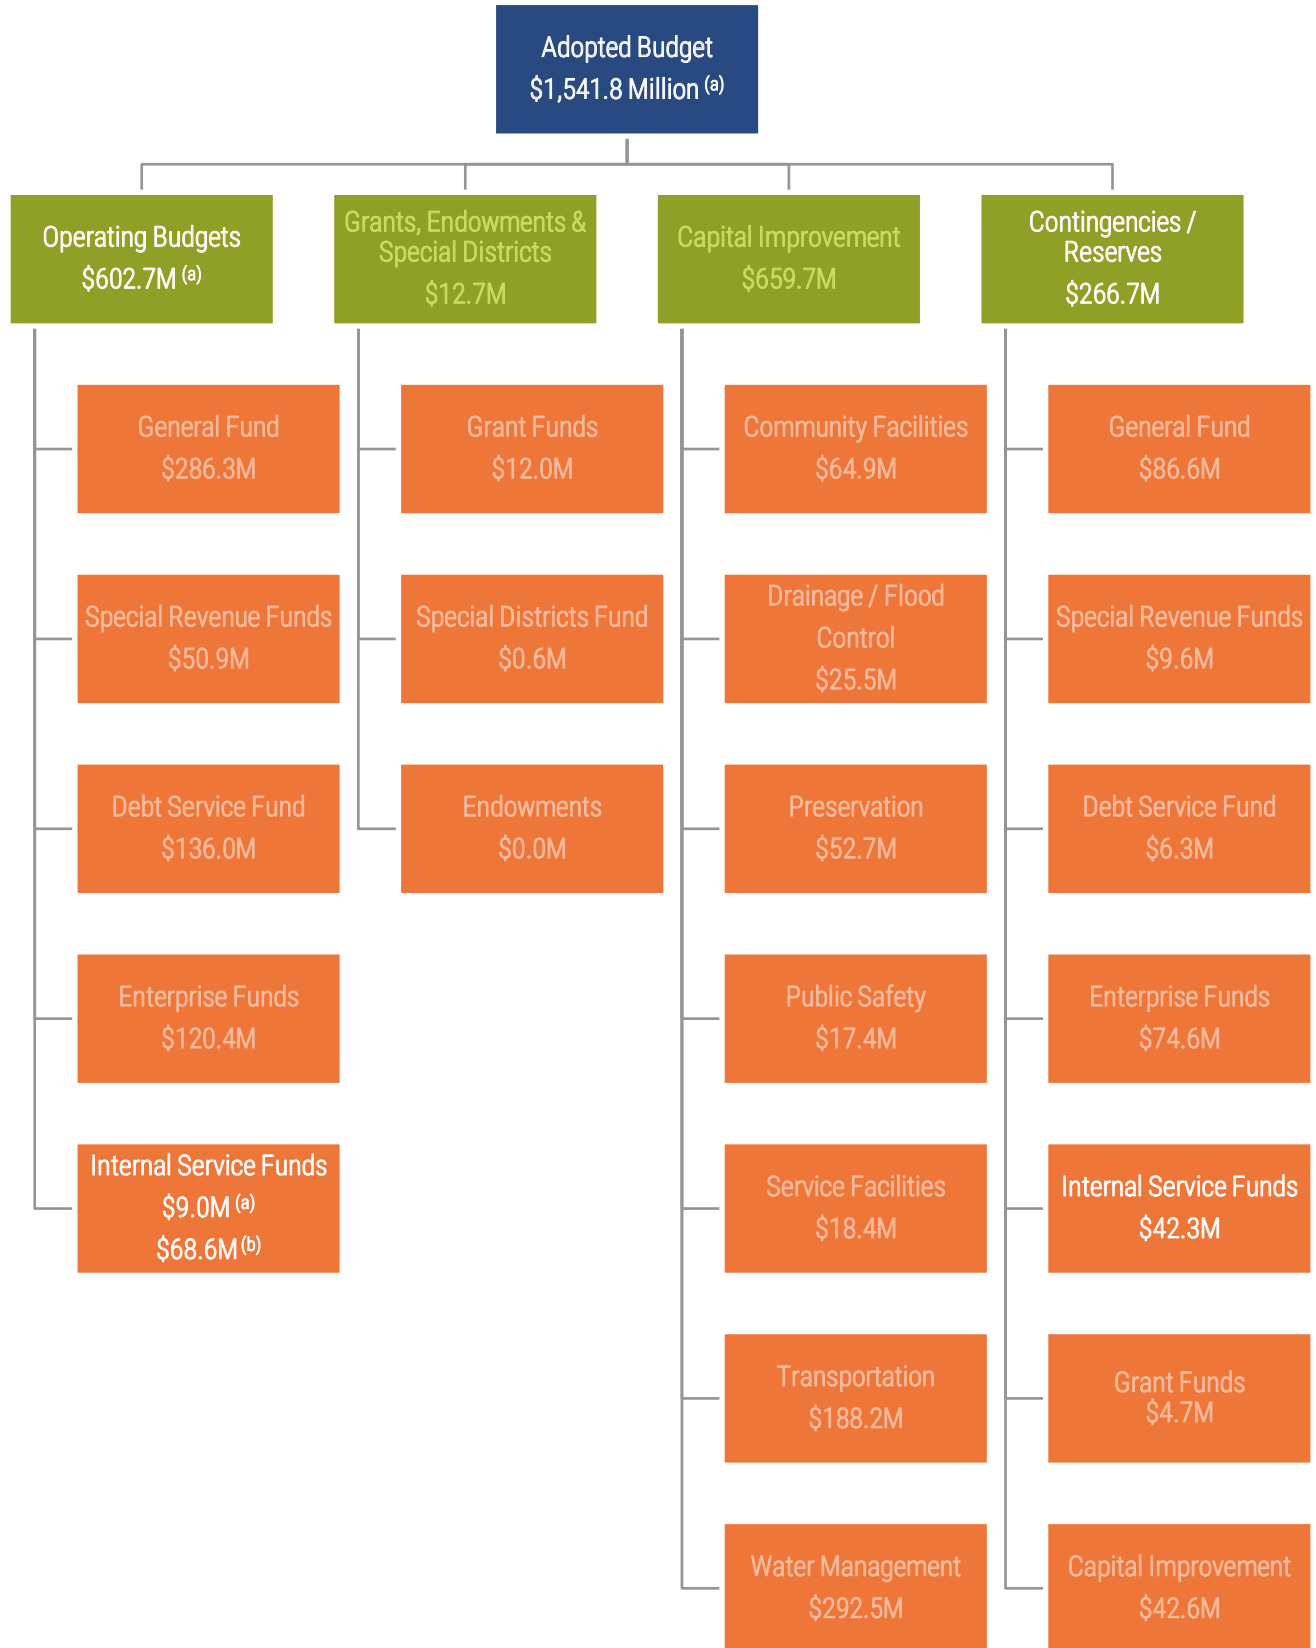 Adopted Budget
$1,541.8 Million (a)
Operating Budgets
$602.7M (a)
Grants, Endowments &
Special Districts
$12.7M
Capital Improvement
$659.7M
Contingencies /
Reserves
$266.7M
General Fund
$286.3M
Special Revenue Funds
$50.9M
Debt Service Fund
$136.0M
Enterprise Funds
$120.4M
Internal Service Funds
$9.0M (a)
$68.6M (b)
Grant Funds
$12.0M
Special Districts Fund
$0.6M
Endowments
$0.0M
Community Facilities
$64.9M
Drainage / Flood
Control
$25.5M
Preservation
$52.7M
Public Safety
$17.4M
Service Facilities
$18.4M
Transportation
$188.2M
Water Management
$292.5M
General Fund
$86.6M
Special Revenue Funds
$9.6M
Debt Service Fund
$6.3M
Enterprise Funds
$74.6M
Internal Service Funds
$42.3M
Grant Funds
$4.7M
Capital Improvement
$42.6M